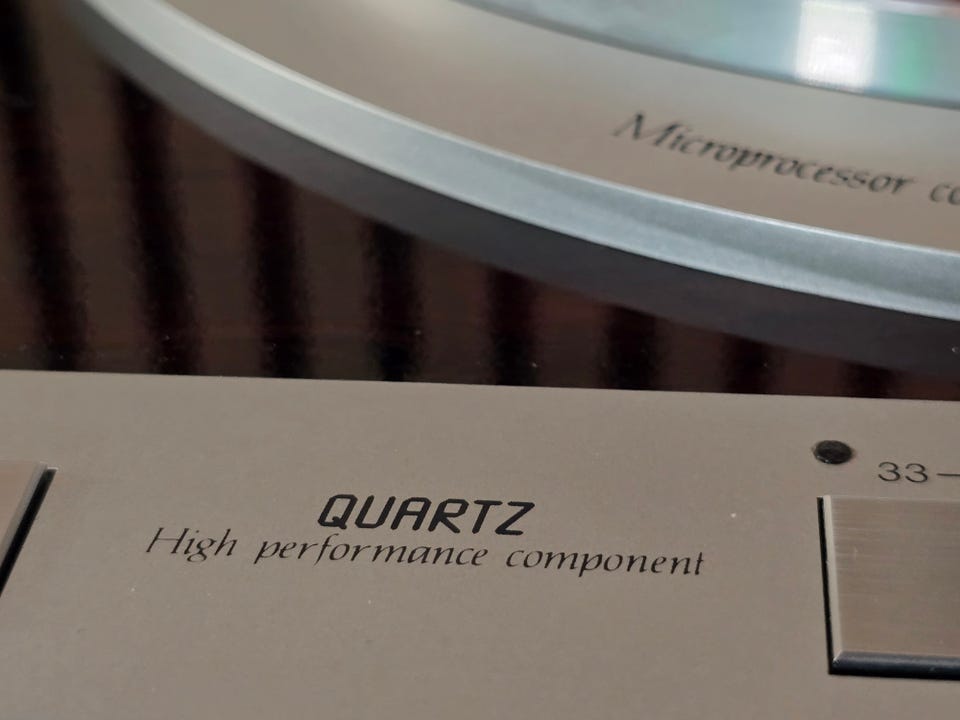 Microprocessor
33
QUARTZ
High performance component